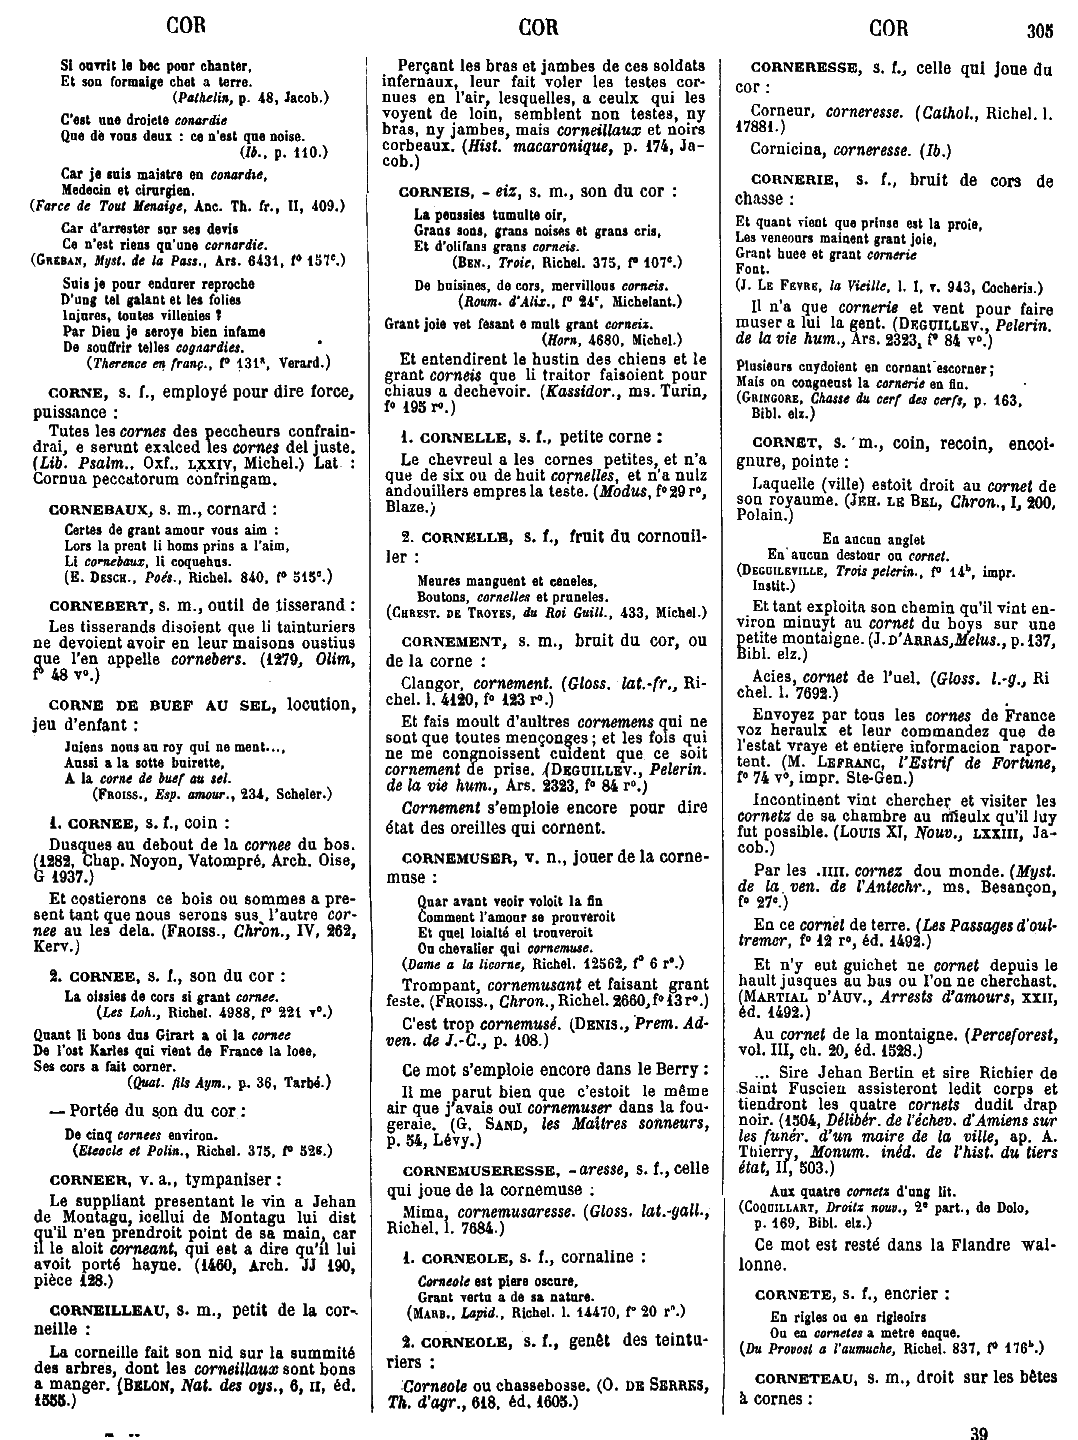 COR
COR
COR
305
Si ouvrit le bec pour chanter,
Et son formaige chet a terre.
(Pathelin, p. 48, Jacob.)
C'est une droicte conardie
Que de vous deux : ce n'est que noise.
(Ib., p. 110.)
Car je suis maistre en conardie,
Medecin et cirurgien.
(Farce de Tout Menaige, Anc. Th. fr., II, 409.)
Car d'arrester sur ses devis
Ce n'est riens qu'une cornardie.
(GREBAN, Myst. de la Pass., Ars. 6431, f° 157c.)
Suis je pour endurer reproche
D'ung tel galant et les folies
Injures, toutes villenies ?
Par Dieu je seroye bien infame
De souffrir telles cognardies.
(Therence en franç., f° 131a, Verard.)
CORNE, s. f., employé pour dire force,
puissance :
Tutes les cornes des peccheurs confrain-
drai, e serunt exalced les cornes del juste.
(Lib. Psalm., Oxf., LXXIV, Michel.) Lat :
Cornua peccatorum confringam.
CORNEBAUX, s. m., cornard :
Certes de grant amour vous aim :
Lors la prent li homs prins a l'aim,
Li cornebaux, li coquehus.
(E. DESCH., Poés., Richel. 840, f° 515c.)
CORNEBERT, s. m., outil de tisserand :
Les tisserands disoient que li tainturiers
ne devoient avoir en leur maisons oustius
que l'en appelle cornebers. (1279, Olim,
f° 48 v°.)
CORNE DE BUEF AU SEL, locution,
jeu d'enfant :
Juiens nous au roy qui ne ment...,
Aussi a la sotte buirette,
A la corne de buef au sel.
(FROISS., Esp. amour., 234, Scheler.)
1. CORNEE, s. f., coin :
Dusques au debout de la cornee du bos.
(1282, Chap. Noyon, Vatompré, Arch. Oise,
G 1937.)
Et costierons ce bois ou sommes a pre-
sent tant que nous serons sus l'autre cor-
nee au les dela. (FROISS., Chron., IV, 262,
Kerv.)
2. CORNEE, s. f., son du cor :
La oissies de cors si grant cornee.
(Les Loh., Richel. 4988, f° 221 v°.)
Quant li bons dus Girart a oi la cornee
De l'ost Karles qui vient de France la loee,
Ses cors a fait corner.
(Quat. fils Aym., p. 36, Tarbé.)
— Portée du son du cor :
De cinq cornees environ.
(Eteocle et Polin., Richel. 375, f° 52c.)
CORNEER, v. a., tympaniser :
Le suppliant presentant le vin a Jehan
de Montagu, icellui de Montagu lui dist
qu'il n'en prendroit point de sa main, car
il le aloit corneant, qui est a dire qu'il lui
avoit porté hayne. (1460, Arch. JJ 190,
pièce 128.)
CORNEILLEAU, s. m., petit de la cor-
neille :
La corneille fait son nid sur la summité
des arbres, dont les corneillaux sont bons
a manger. (BELON, Nat. des oys., 6, II, éd.
1555.)
Perçant les bras et jambes de ces soldats
infernaux, leur fait voler les testes cor-
nues en l'air, lesquelles, a ceulx qui les
voyent de loin, semblent non testes, ny
bras, ny jambes, mais corneillaux et noirs
corbeaux. (Hist. macaronique, p. 174, Ja-
cob.)
CORNEIS, - eiz, s. m., son du cor :
La peussies tumulte oir,
Grans sons, grans noises et grans cris,
Et d'olifans grans corneis.
(BEN., Troie, Richel. 375, f° 107c.)
De buisines, de cors, mervillous corneis.
(Roum. d'Alix., f° 24c, Michelant.)
Grant joie vet fesant e mult grant corneiz.
(Horn, 4680, Michel.)
Et entendirent le hustin des chiens et le
grant corneis que li traitor faisoient pour
chiaus a dechevoir. (Kassidor., ms. Turin,
f° 195 r°.)
1. CORNELLE, s. f., petite corne :
Le chevreul a les cornes petites, et n'a
que de six ou de huit cornelles, et n'a nulz
andouillers empres la teste. (Modus, f° 29 r°,
Blaze.)
2. CORNELLE, s. f., fruit du cornouil-
ler :
Meures manguent et ceneles,
Boutons, cornelles et pruneles.
(CHREST. DE TROYES, du Roi Guill., 433, Michel.)
CORNEMENT, s. m., bruit du cor, ou
de la corne :
Clangor, cornement. (Gloss. lat.-fr., Ri-
chel. l. 4120, f° 123 r°.)
Et fais moult d'aultres cornemens qui ne
sont que toutes mençonges ; et les fols qui
ne me congnoissent cuident que ce soit
cornement de prise. (DEGUILLEV., Pelerin.
de la vie hum., Ars. 2323, f° 84 r°.)
Cornement s'emploie encore pour dire
état des oreilles qui cornent.
CORNEMUSER, v. n., jouer de la corne-
muse :
Quar avant veoir voloit la fin
Comment l'amour se prouveroit
Et quel loialté el trouveroit
Ou chevalier qui cornemuse.
(Dame a la licorne, Richel. 12562, f° 6 r°.)
Trompant, cornemusant et faisant grant
feste. (FROISS., Chron., Richel. 2660, f° 13 r°.)
C'est trop cornemusé. (DENIS., Prem. Ad-
ven. de J.-C., p. 108.)
Ce mot s'emploie encore dans le Berry :
Il me parut bien que c'estoit le même
air que j'avais ouï cornemuser dans la fou-
geraie. (G. SAND, les Maîtres sonneurs,
p. 54, Lévy.)
CORNEMUSERESSE, - aresse, s. f., celle
qui joue de la cornemuse :
Mima, cornemusaresse. (Gloss. lat.-gall.,
Richel. l. 7684.)
1. CORNEOLE, s. f., cornaline :
Corneole est piere oscure,
Grant vertu a de sa nature.
(MARB., Lapid., Richel. l. 14470, f° 20 r°.)
2. CORNEOLE, s. f., genêt des teintu-
riers :
Corneole ou chassebosse. (O. DE SERRES,
Th. d'agr., 618, éd. 1605.)
CORNERESSE, s. f., celle qui joue du
cor :
Corneur, corneresse. (Cathol., Richel. l.
17881.)
Cornicina, corneresse. (Ib.)
CORNERIE, s. f., bruit de cors de
chasse :
Et quant vient que prinse est la proie,
Les veneours mainent grant joie,
Grant huee et grant cornerie
Font.
(J. LE FEVRE, la Vieille, l. I, v. 943, Cocheris.)
Il n'a que cornerie et vent pour faire
muser a lui la gent. (DEGUILLEV., Pelerin.
de la vie hum., Ars. 2323, f° 84 v°.)
Plusieurs cuydoient en cornant escorner ;
Mais on congneust la cornerie en fin.
(GRINGORE, Chasse du cerf des cerfs, p. 163,
Bibl. elz.)
CORNET, s. m., coin, recoin, encoi-
gnure, pointe :
Laquelle (ville) estoit droit au cornet de
son royaume. (JEH. LE BEL, Chron., I, 200,
Polain.)
En aucun anglet
En aucun destour ou cornet.
(DEGUILEVILLE, Trois pelerin., f° 14b, impr.
Instit.)
Et tant exploita son chemin qu'il vint en-
viron minuyt au cornet du boys sur une
petite montaigne. (J. D'ARRAS, Melus., p. 137,
Bibl. elz.)
Acies, cornet de l'uel. (Gloss. l.-g., Ri
chel. l. 7692.)
Envoyez par tous les cornes de France
voz heraulx et leur commandez que de
l'estat vraye et entiere informacion rapor-
tent. (M. LEFRANC, l'Estrif de Fortune,
f° 74 v°, impr. Ste-Gen.)
Incontinent vint chercher et visiter les
cornetz de sa chambre au mieulx qu'il luy
fut possible. (LOUIS XI, Nouv., LXXIII, Ja-
cob.)
Par les .IIII. cornez dou monde. (Myst.
de la ven. de l'Antechr., ms. Besançon,
f° 27c.)
En ce cornet de terre. (Les Passages d'oul-
tremer, f° 12 r°, éd. 1492.)
Et n'y eut guichet ne cornet depuis le
hault jusques au bas ou l'on ne cherchast.
(MARTIAL D'AUV., Arrests d'amours, XXII,
éd. 1492.)
Au cornet de la montaigne. (Perceforest,
vol. III, ch. 20, éd. 1528.)
... Sire Jehan Bertin et sire Richier de
Saint Fuscien assisteront ledit corps et
tiendront les quatre cornets dudit drap
noir. (1504, Délibér. de l'échev. d'Amiens sur
les funér. d'un maire de la ville, ap. A.
Thierry, Monum. inéd. de l'hist. du tiers
état, II, 503.)
Aux quatre cornetz d'ung lit.
(COQUILLART, Droitz nouv., 2e part., de Dolo,
p. 169, Bibl. elz.)
Ce mot est resté dans la Flandre wal-
lonne.
CORNETE, s. f., encrier :
En rigles ou en rigleoirs
Ou en cornetes a metre enque.
(Du Provost a l'aumuche, Richel. 837, f° 176b.)
CORNETEAU, s. m., droit sur les bêtes
à cornes :
39